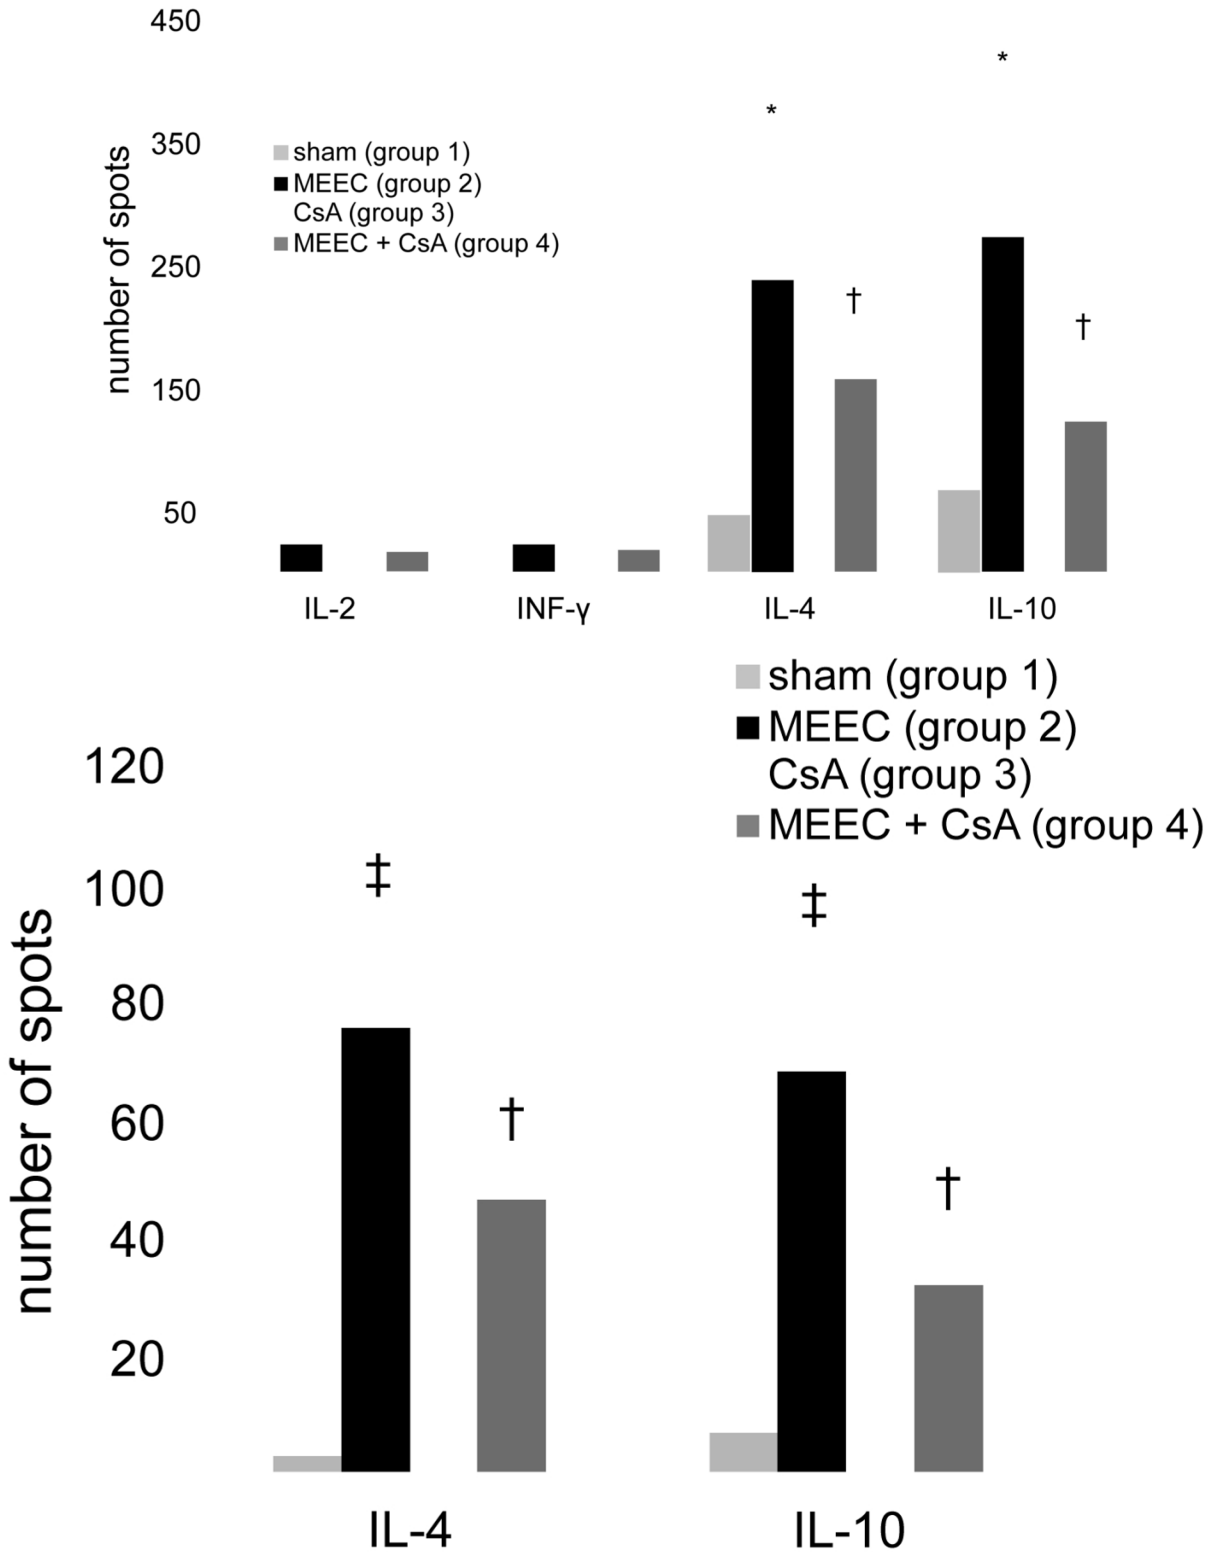 450
*
*
350
sham (group 1)
MEEC (group 2)
CsA (group 3)
MEEC + CsA (group 4)
number of spots
250
†
†
150
50
IL-2
INF-γ
IL-4
IL-10
sham (group 1)
MEEC (group 2)
CsA (group 3)
MEEC + CsA (group 4)
120
100
‡
‡
number of spots
80
60
†
†
40
20
IL-4
IL-10